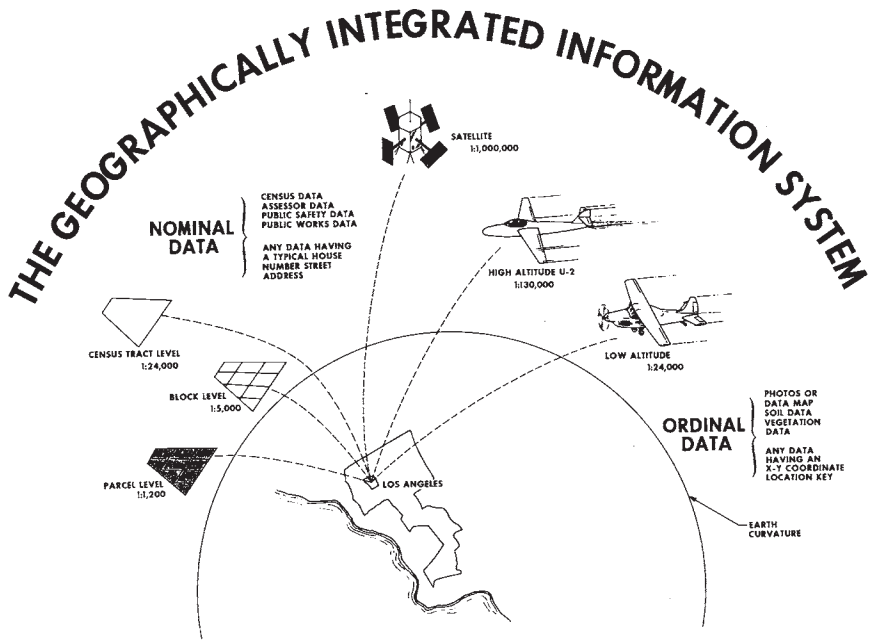 THE GEOGRAPHICALLY INTEGRATED INFORMATION SYSTEM
SATELLITE
1:1,000,000
NOMINAL
DATA
CENSUS DATA
ASSESSOR DATA
PUBLIC SAFETY DATA
PUBLIC WORKS DATA
ANY DATA HAVING
A TYPICAL HOUSE
NUMBER STREET
ADDRESS
HIGH ALTITUDE U-2
1:130,000
CENSUS TRACT LEVEL
1:24,000
LOW ALTITUDE
1:24,000
BLOCK LEVEL
1:5,000
PARCEL LEVEL
1:1,200
LOS ANGELES
ORDINAL
DATA
PHOTOS OR
DATA MAP
SOIL DATA
VEGETATION
DATA
ANY DATA
HAVING AN
X-Y COORDINATE
LOCATION KEY
EARTH
CURVATURE